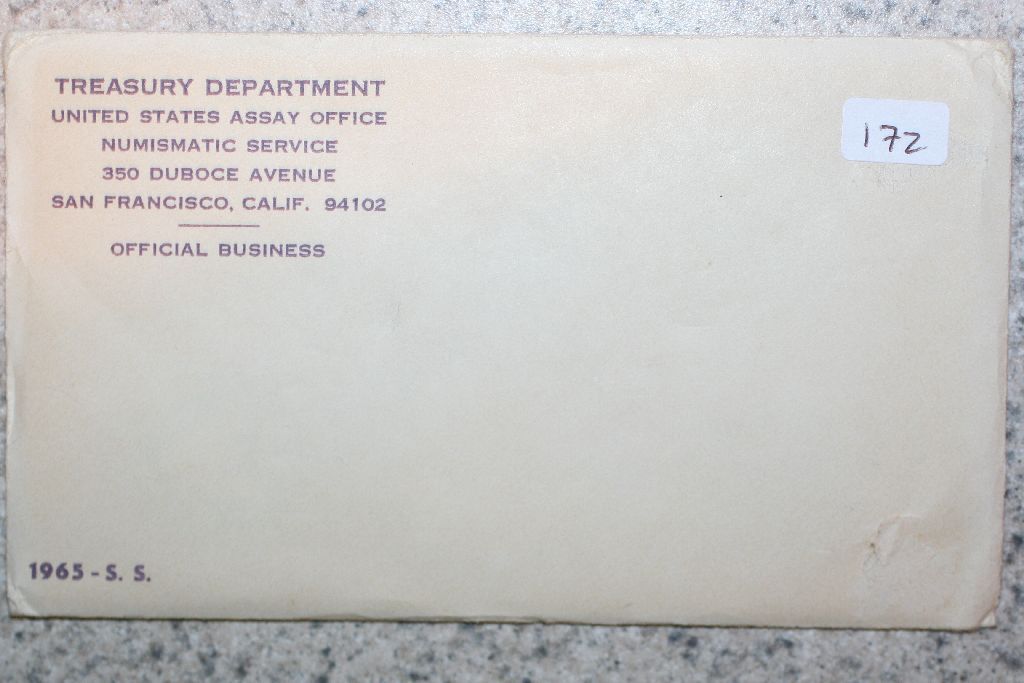 TREASURY DEPARTMENT
UNITED STATES ASSAY OFFICE
NUMISMATIC SERVICE
350 DUBOCE AVENUE
SAN FRANCISCO, CALIF. 94102
OFFICIAL BUSINESS
172
1965 - S. S.